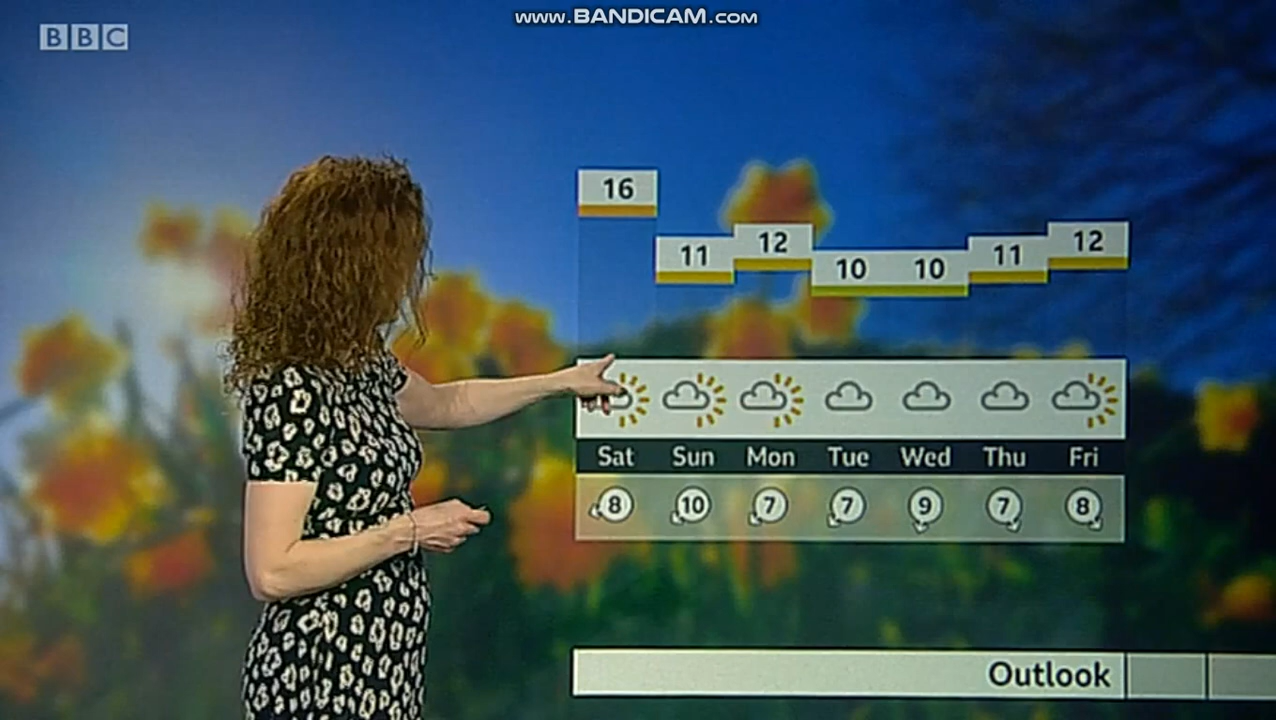 www.BANDICAM.com
BBC
16
11 12 10 10 11 12
Sat Sun Mon Tue Wed Thu Fri
8 10 7 7 9 7 8
Outlook